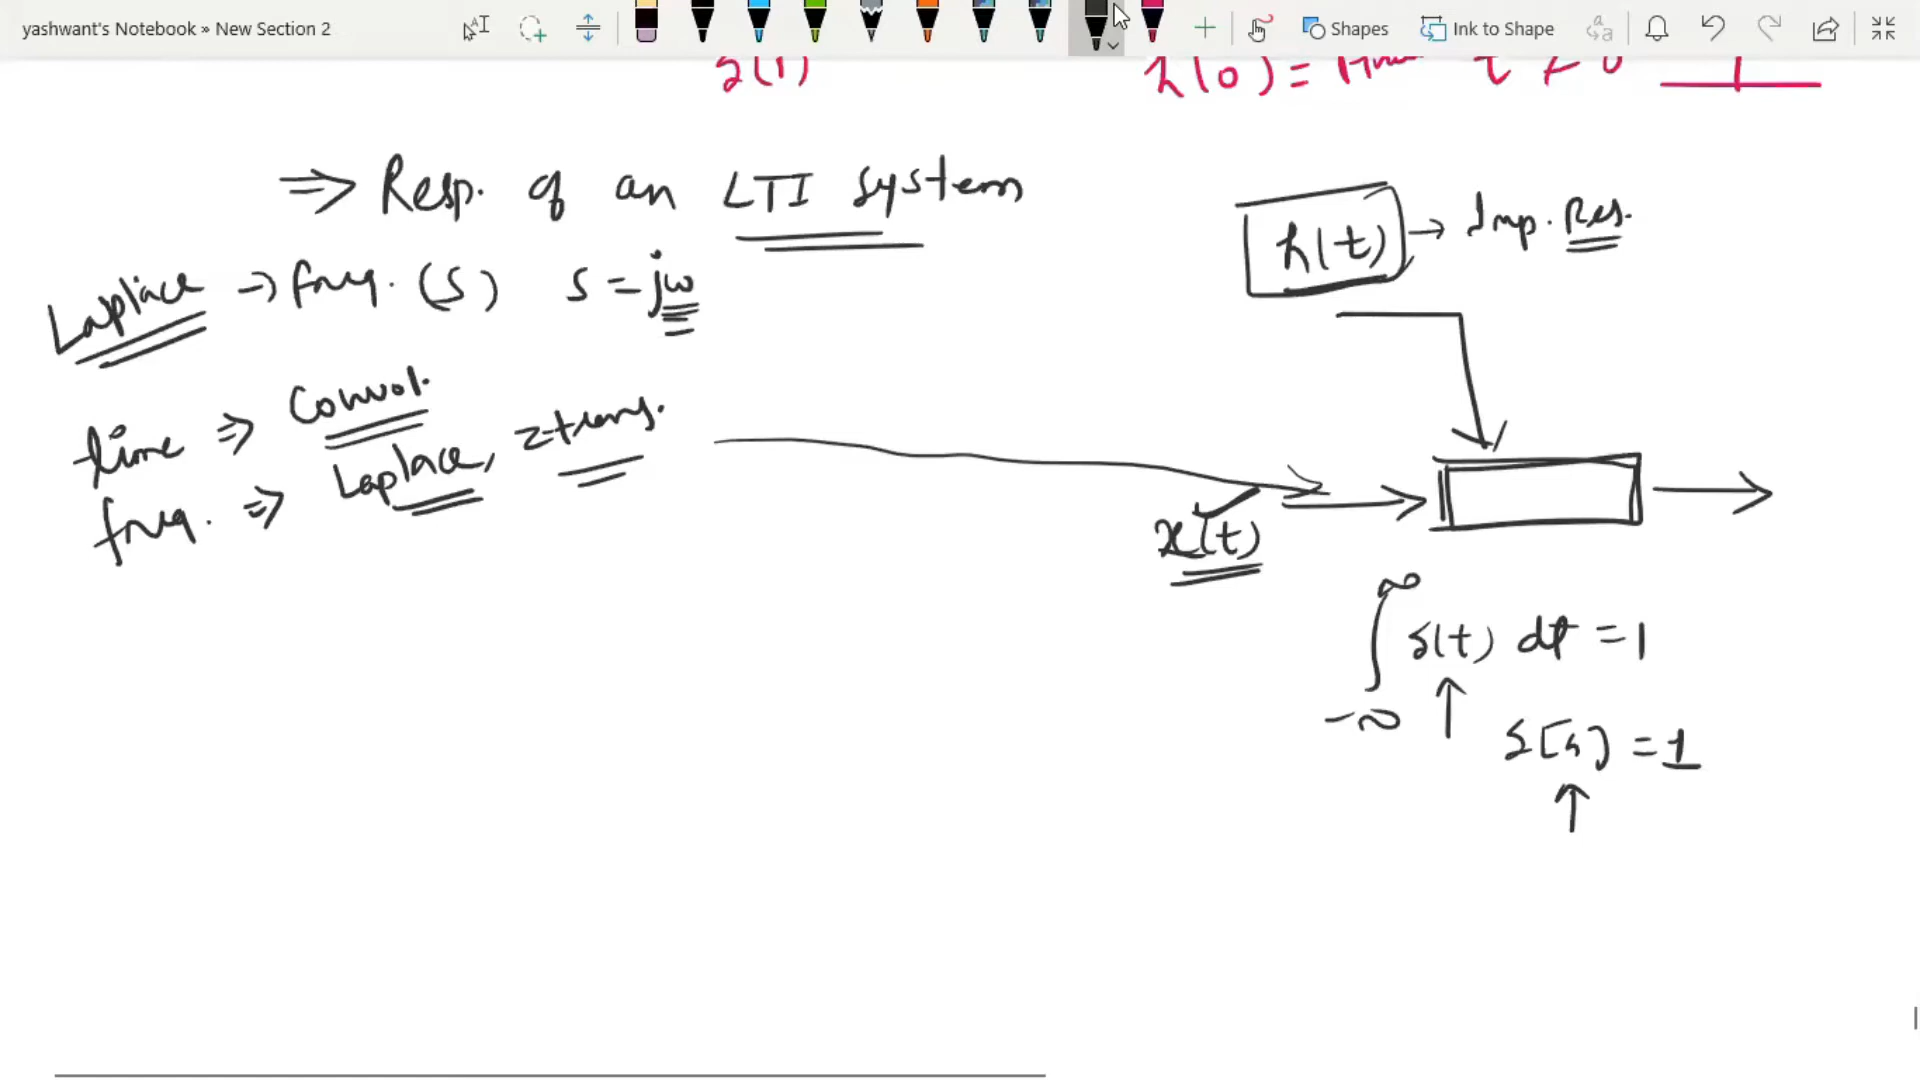 yashwant's Notebook » New Section 2
Shapes
Ink to Shape
h(0) =
⇒ Resp. of an LTI system
h(t) → Imp. Res.
Laplace → freq. (s) s = jω
time ⇒ Convol.
freq. ⇒ Laplace, z trans.
x(t)
∫ ∞ -∞ δ(t) dt = 1
δ[n] = 1